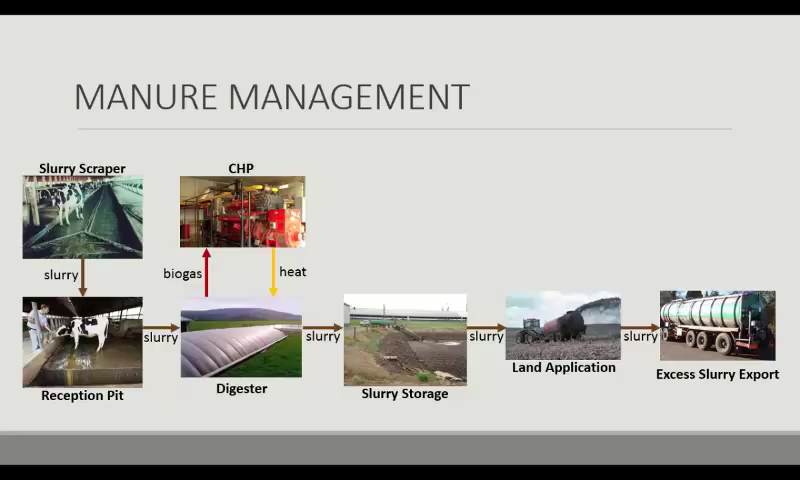 MANURE MANAGEMENT
Slurry Scraper
CHP
slurry
biogas
heat
slurry
slurry
slurry
slurry
Reception Pit
Digester
Slurry Storage
Land Application
Excess Slurry Export